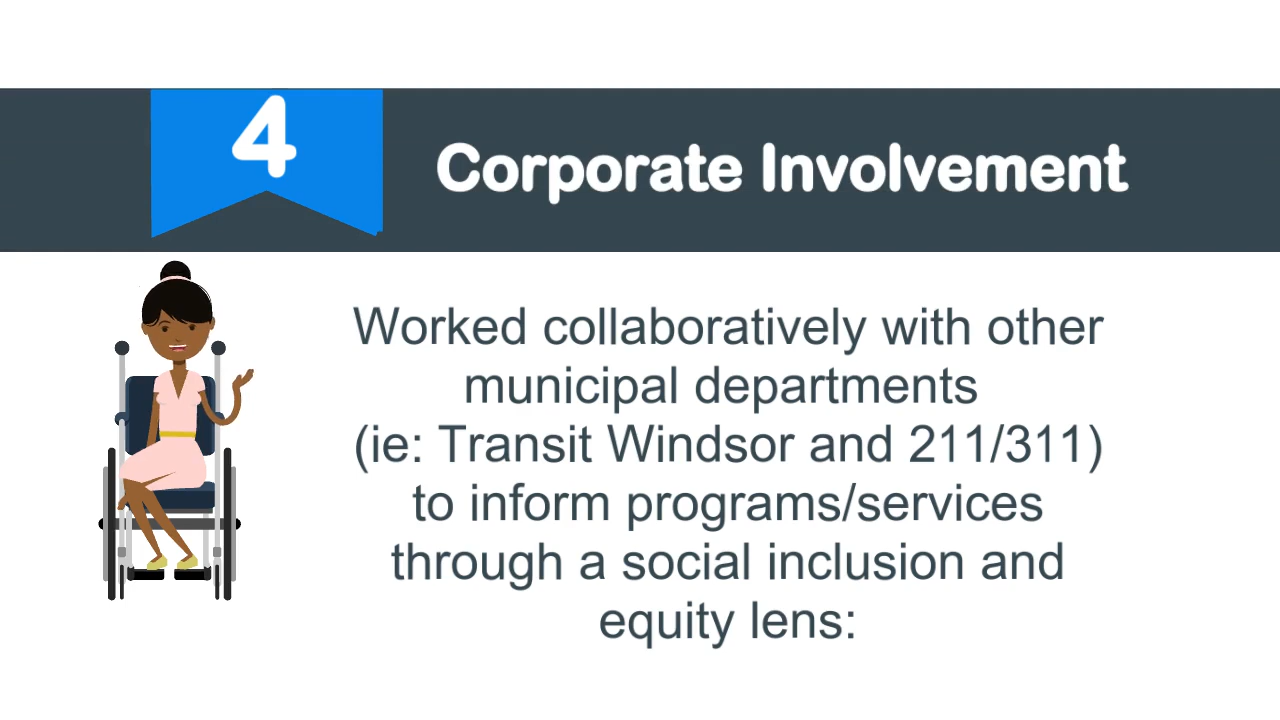 4
Corporate Involvement
Worked collaboratively with other
municipal departments
(ie: Transit Windsor and 211/311)
to inform programs/services
through a social inclusion and
equity lens: